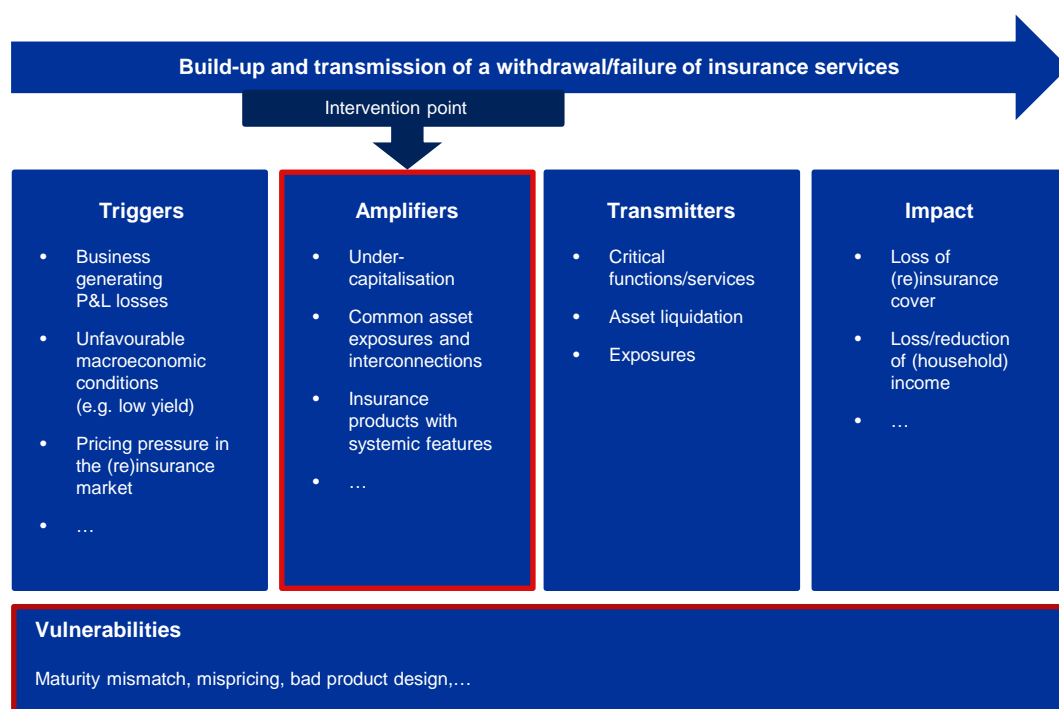 Build-up and transmission of a withdrawal/failure of insurance services
Intervention point
Triggers
• Business
generating
P&L losses
• Unfavourable
macroeconomic
conditions
(e.g. low yield)
• Pricing pressure in
the (re)insurance
market
• …
Amplifiers
• Under-
capitalisation
• Common asset
exposures and
interconnections
• Insurance
products with
systemic features
• …
Transmitters
• Critical
functions/services
• Asset liquidation
• Exposures
Impact
• Loss of
(re)insurance
cover
• Loss/reduction
of (household)
income
• …
Vulnerabilities
Maturity mismatch, mispricing, bad product design,…